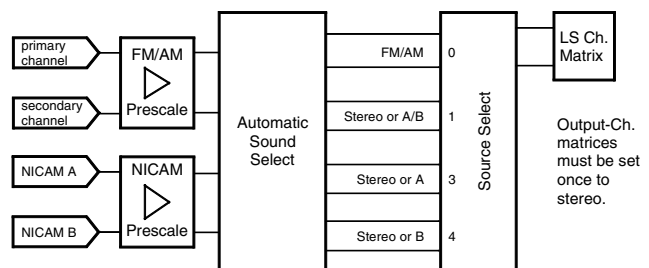 primary
channel
secondary
channel
NICAM A
NICAM B
FM/AM
Prescale
NICAM
Prescale
Automatic
Sound
Select
FM/AM
Stereo or A/B
Stereo or A
Stereo or B
0
1
3
4
Source Select
LS Ch.
Matrix
Output-Ch.
matrices
must be set
once to
stereo.